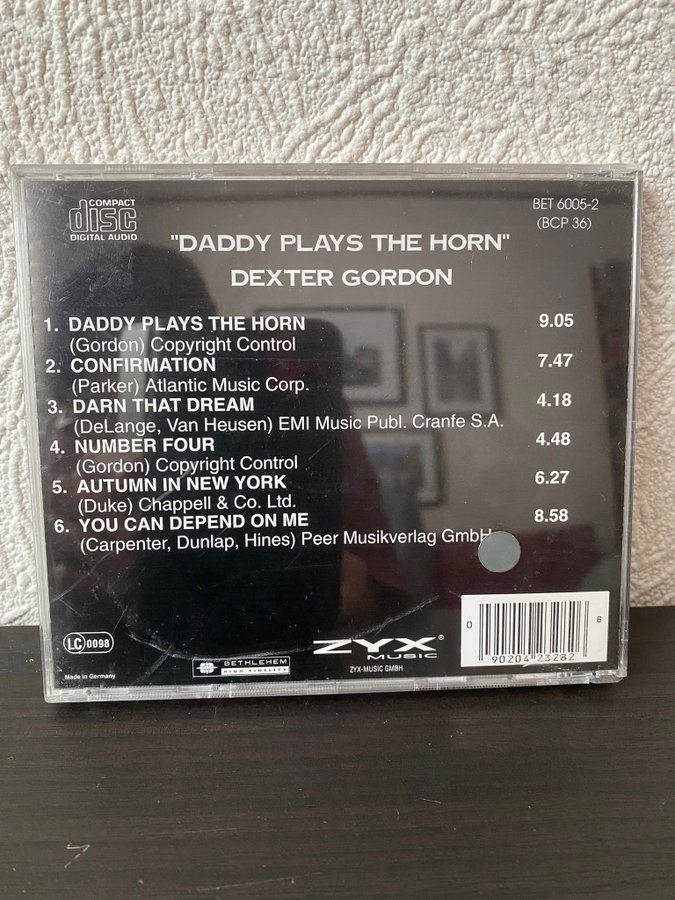 COMPACT
disc
DIGITAL AUDIO
BET 6005-2
(BCP 36)
"DADDY PLAYS THE HORN"
DEXTER GORDON
1. DADDY PLAYS THE HORN 9.05
(Gordon) Copyright Control
2. CONFIRMATION 7.47
(Parker) Atlantic Music Corp.
3. DARN THAT DREAM 4.18
(DeLange, Van Heusen) EMI Music Publ. Cranfe S.A.
4. NUMBER FOUR 4.48
(Gordon) Copyright Control
5. AUTUMN IN NEW YORK 6.27
(Duke) Chappell & Co. Ltd.
6. YOU CAN DEPEND ON ME 8.58
(Carpenter, Dunlap, Hines) Peer Musikverlag GmbH
LC 0098
Made in Germany
BETHLEHEM
HIGH FIDELITY
ZYX®
MUSIC
ZYX-MUSIC GMBH
0 90204 23282 6